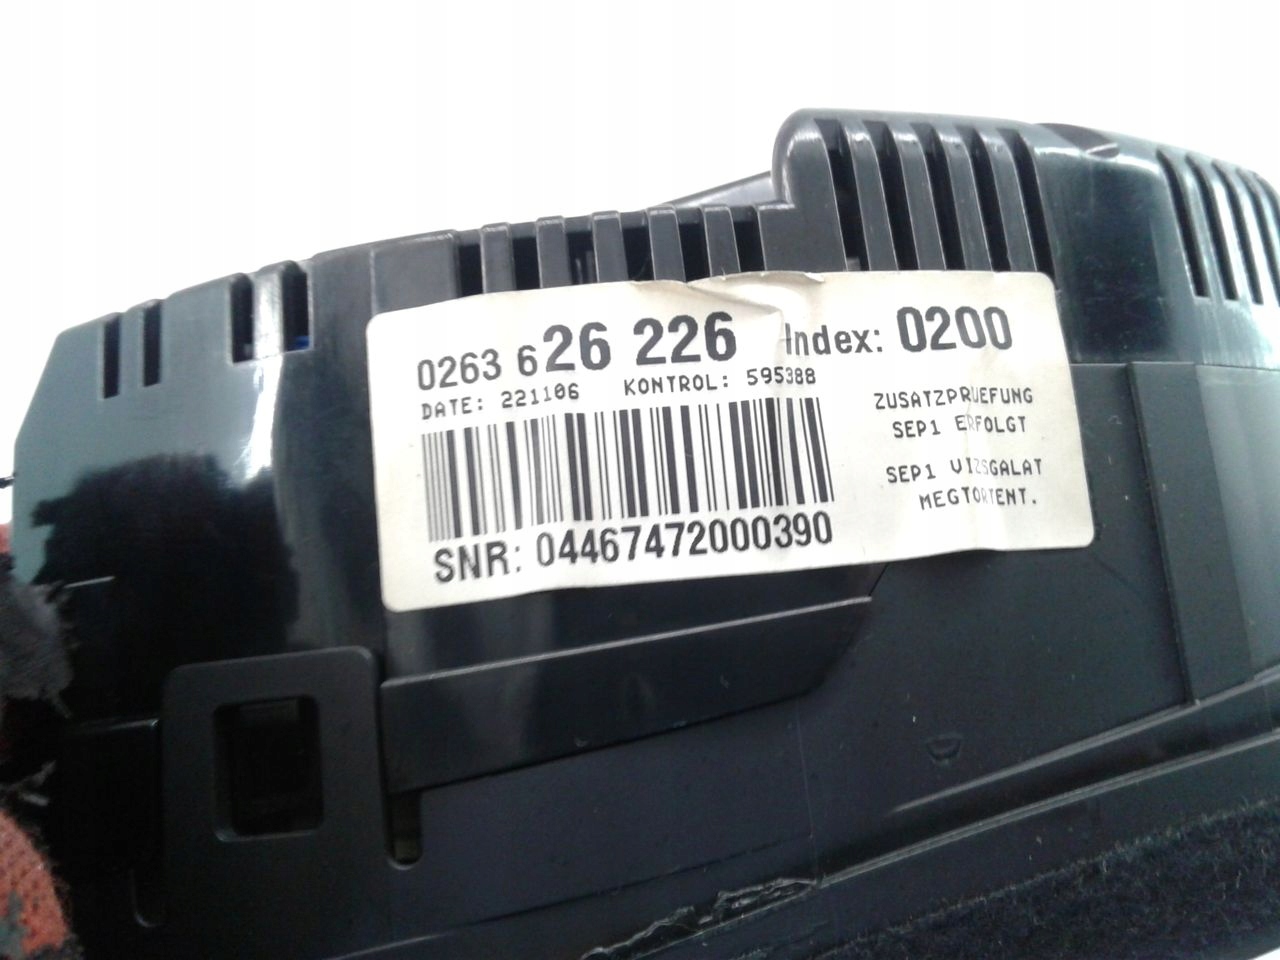 0263 626 226 Index: 0200
DATE: 221106 KONTROL: 595388
ZUSATZPRUEFUNG
SEP1 ERFOLGT
SEP1 VIZSGALAT
MEGTORTENT.
SNR: 04467472000390